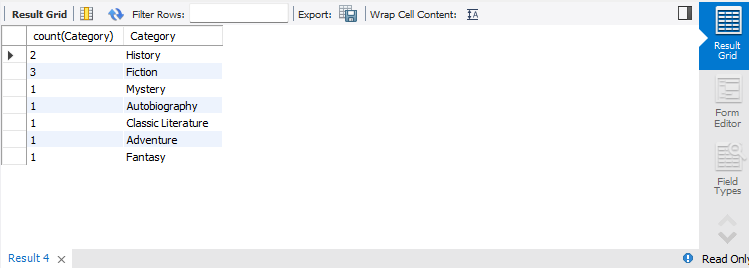 Result Grid Filter Rows: Export: Wrap Cell Content:
count(Category) Category
2 History
3 Fiction
1 Mystery
1 Autobiography
1 Classic Literature
1 Adventure
1 Fantasy
Result
Grid
Form
Editor
Field
Types
Result 4
Read Only